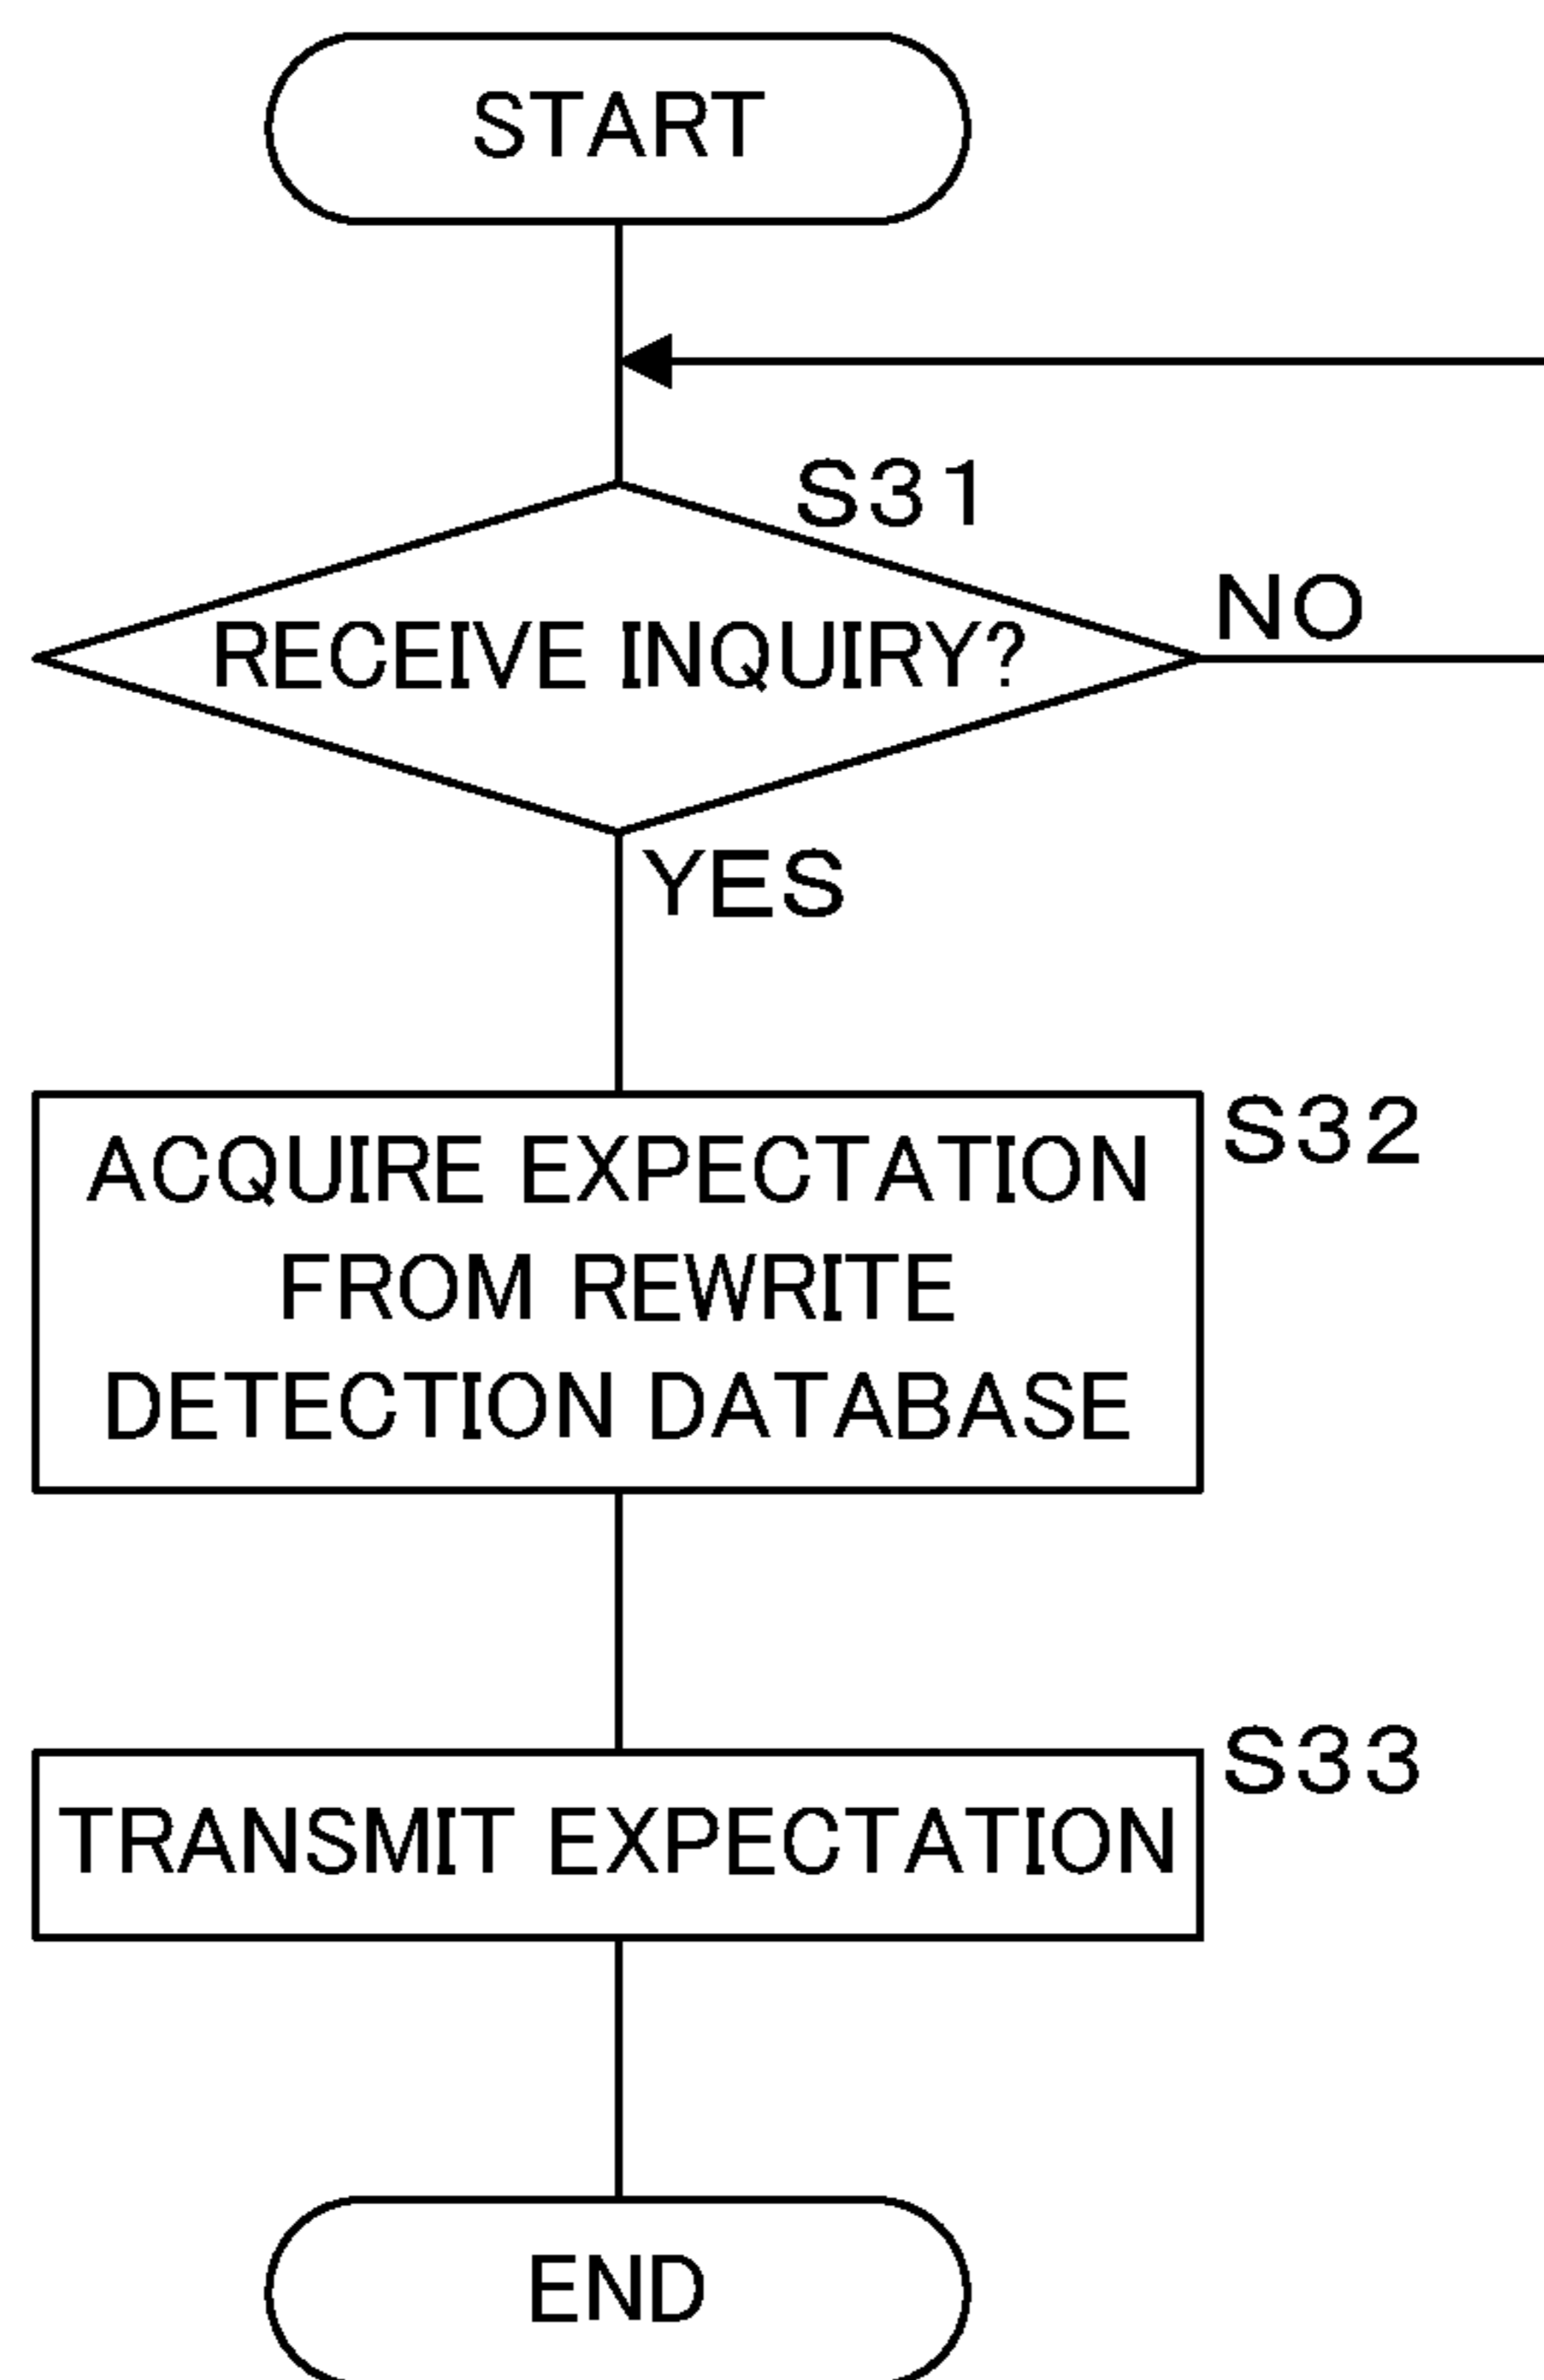 START
S31
RECEIVE INQUIRY?
NO
YES
S32
ACQUIRE EXPECTATION
FROM REWRITE
DETECTION DATABASE
S33
TRANSMIT EXPECTATION
END